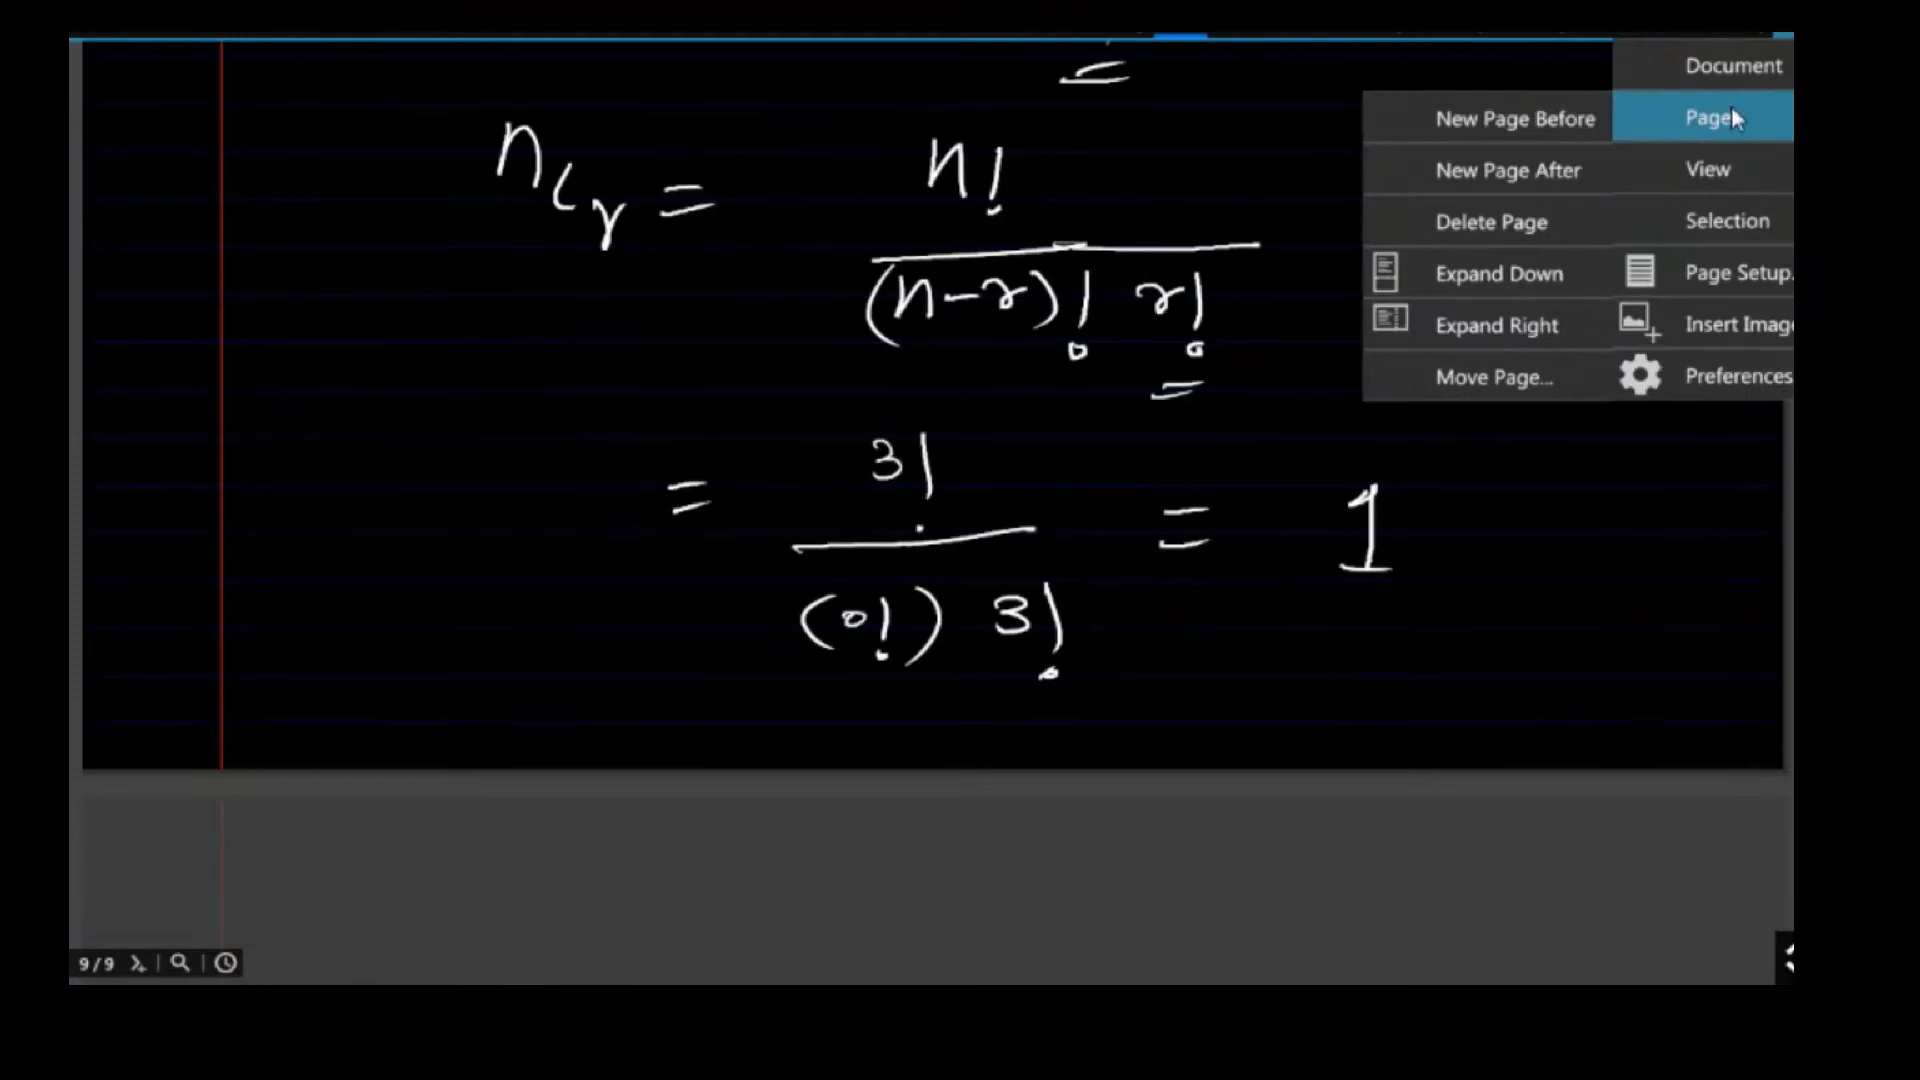 Document
New Page Before
Page
New Page After
View
Delete Page
Selection
Expand Down
Page Setup.
Expand Right
Insert Imag
Move Page...
Preferences
nCr = n!
(n-r)! r!
=
= 3! = 1
(0!) 3!
9/9